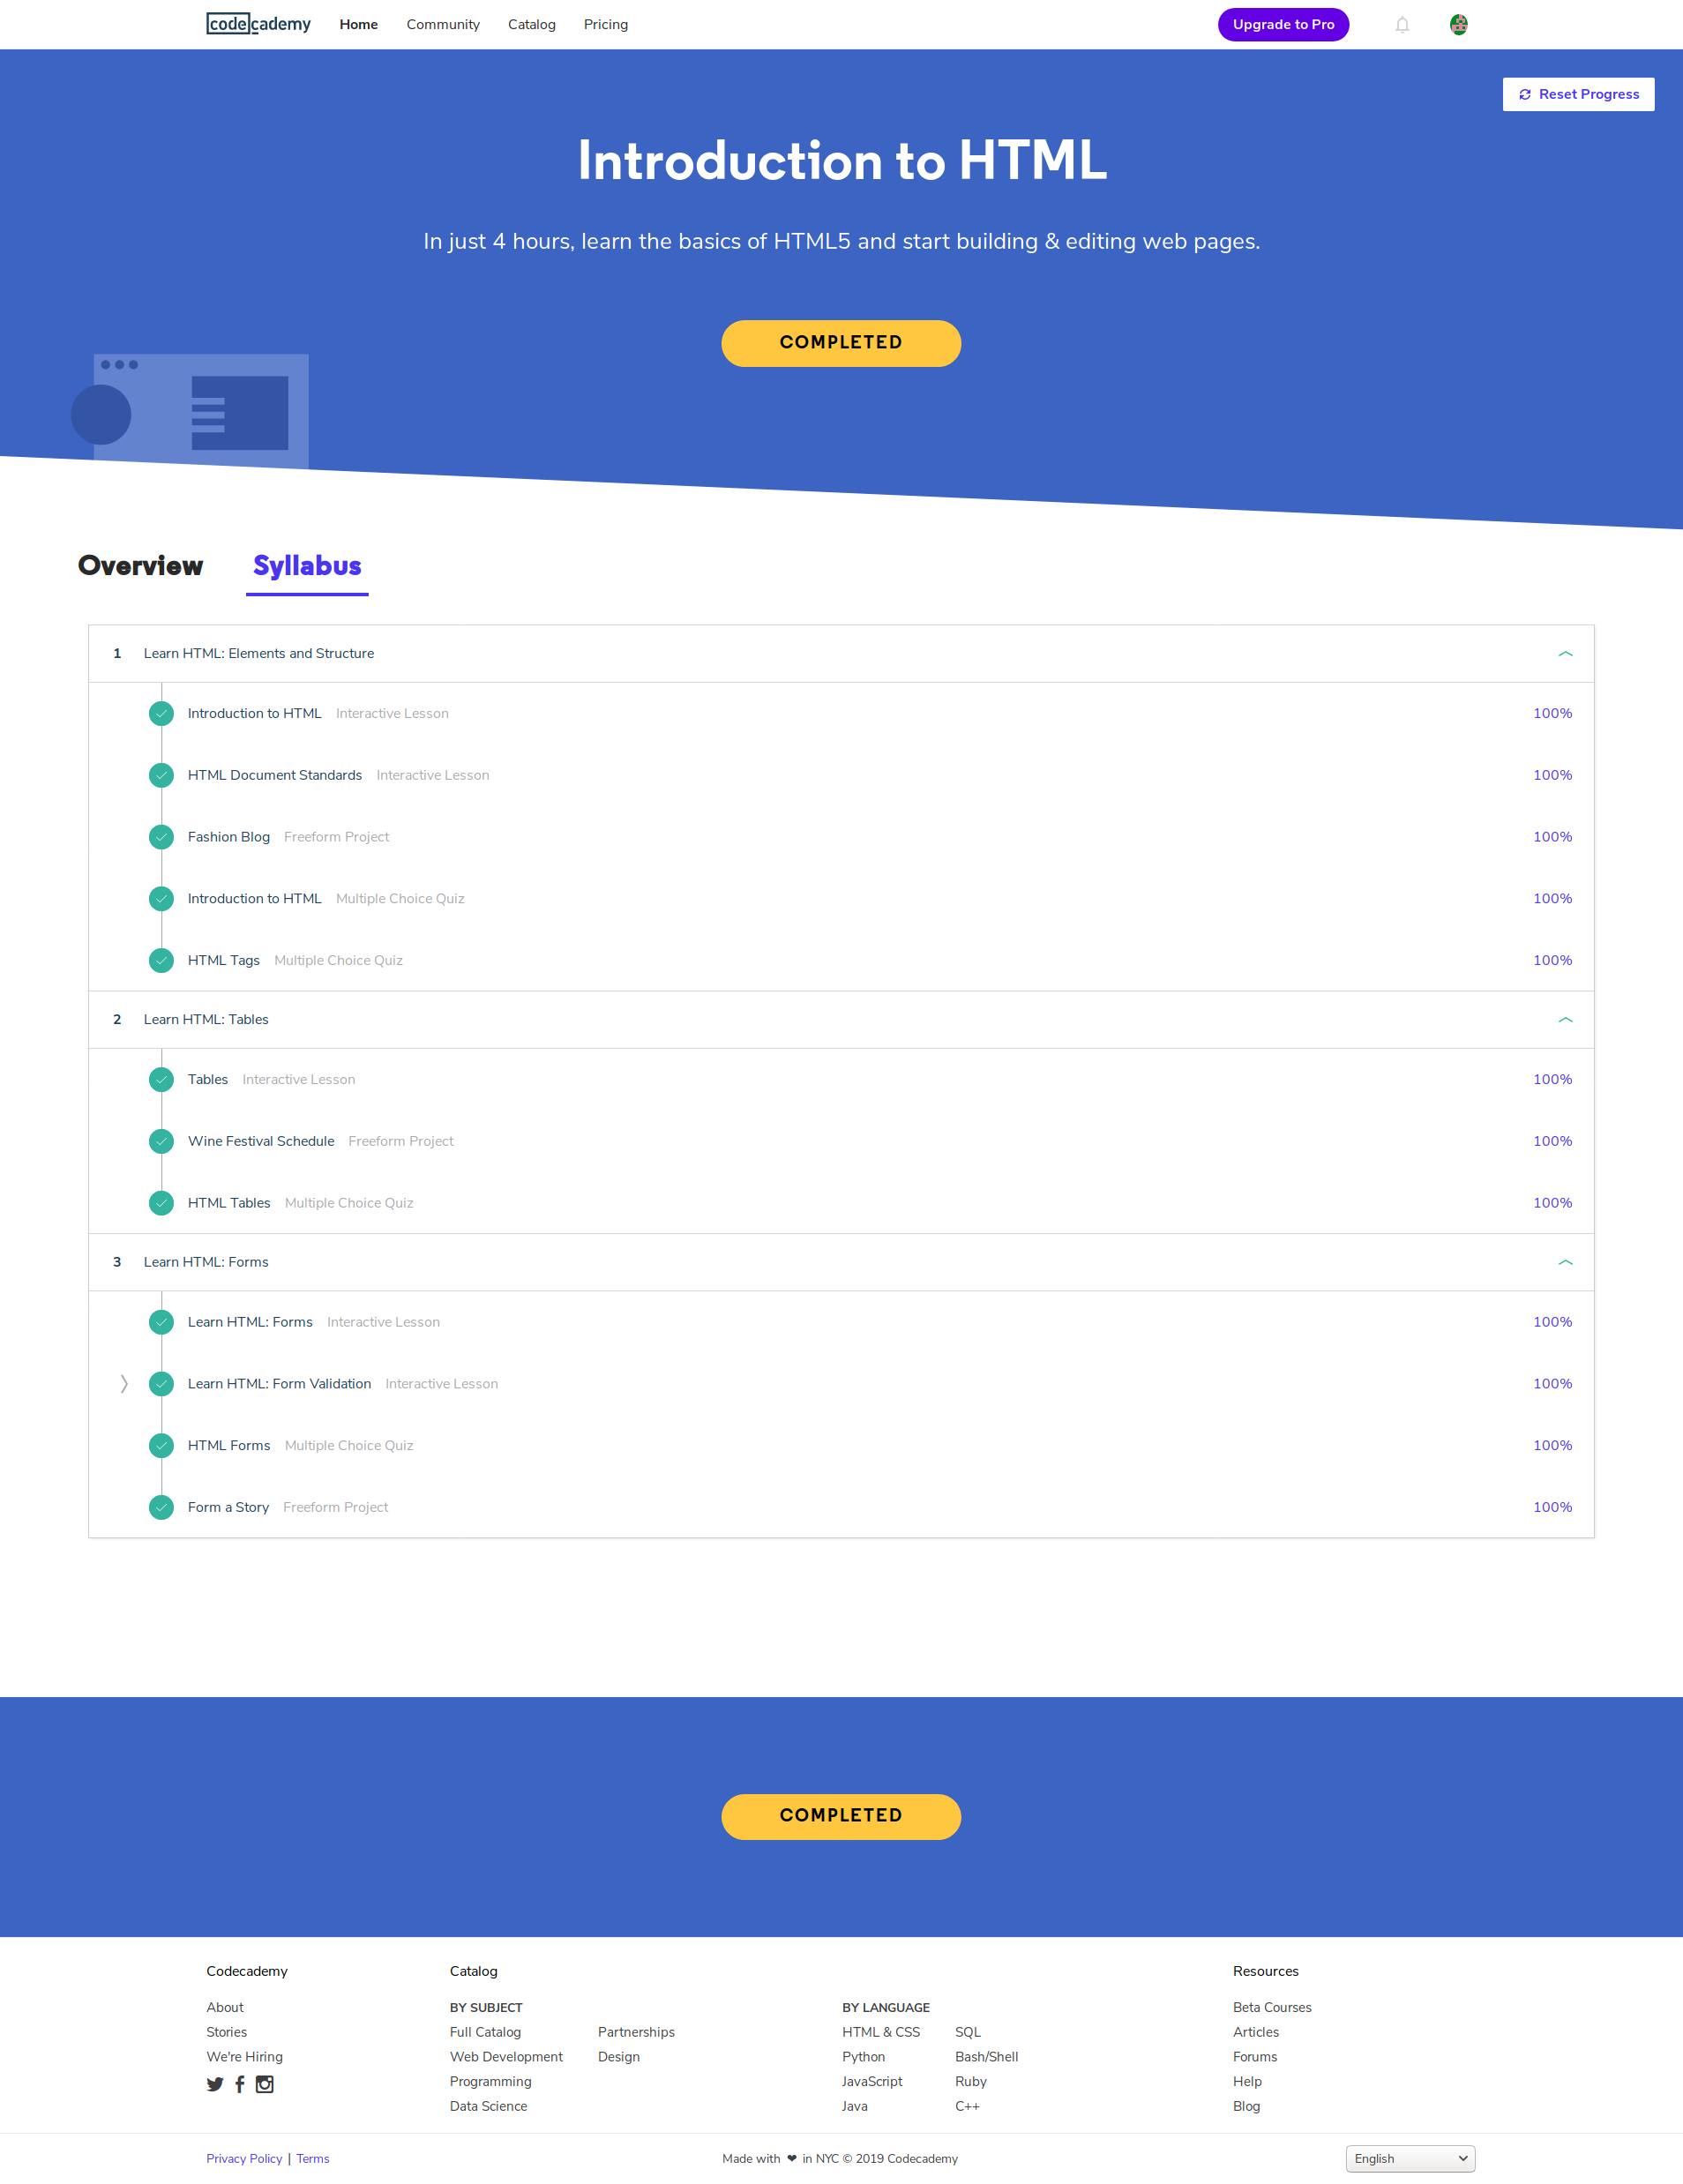 codecademy Home Community Catalog Pricing Upgrade to Pro
Reset Progress
Introduction to HTML
In just 4 hours, learn the basics of HTML5 and start building & editing web pages.
COMPLETED
Overview Syllabus
1 Learn HTML: Elements and Structure
Introduction to HTML Interactive Lesson 100%
HTML Document Standards Interactive Lesson 100%
Fashion Blog Freeform Project 100%
Introduction to HTML Multiple Choice Quiz 100%
HTML Tags Multiple Choice Quiz 100%
2 Learn HTML: Tables
Tables Interactive Lesson 100%
Wine Festival Schedule Freeform Project 100%
HTML Tables Multiple Choice Quiz 100%
3 Learn HTML: Forms
Learn HTML: Forms Interactive Lesson 100%
Learn HTML: Form Validation Interactive Lesson 100%
HTML Forms Multiple Choice Quiz 100%
Form a Story Freeform Project 100%
COMPLETED
Codecademy Catalog Resources
About BY SUBJECT BY LANGUAGE Beta Courses
Stories Full Catalog Partnerships HTML & CSS SQL Articles
We're Hiring Web Development Design Python Bash/Shell Forums
Programming JavaScript Ruby Help
Data Science Java C++ Blog
Privacy Policy | Terms Made with ❤ in NYC © 2019 Codecademy English